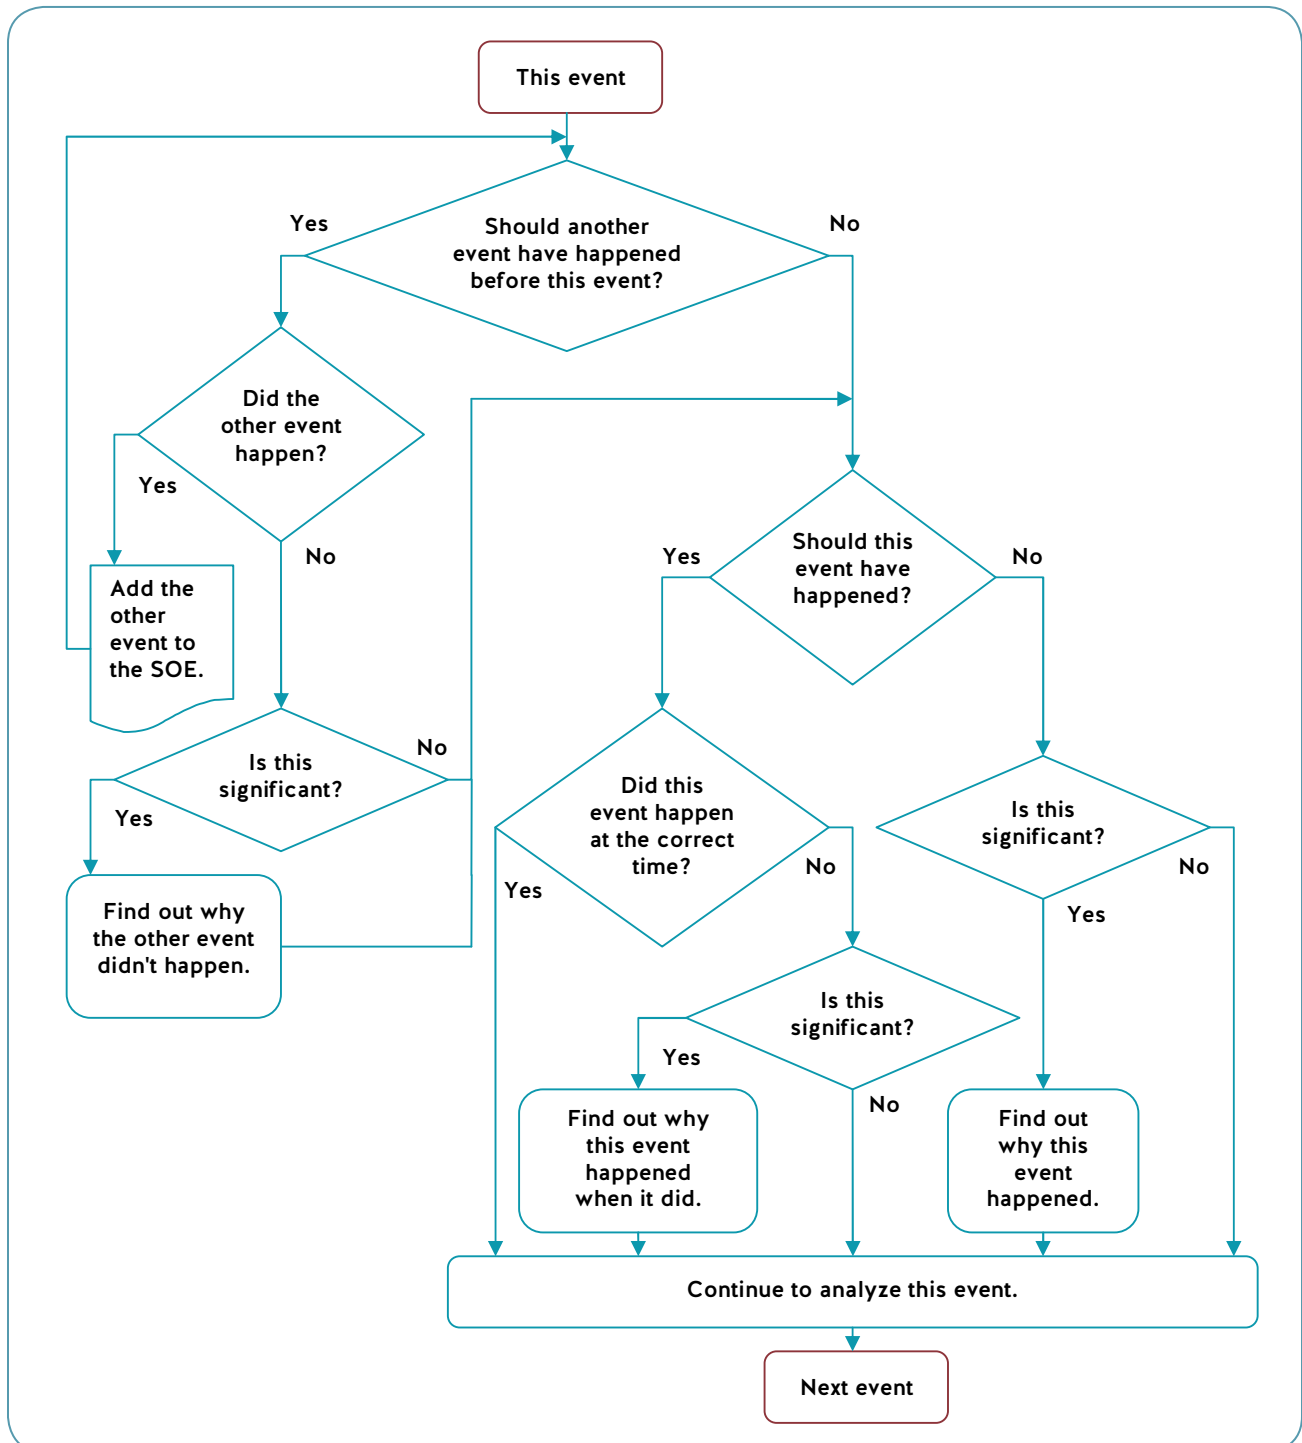 This event
Yes
Should another
event have happened
before this event?
No
Did the
other event
happen?
Yes
No
Add the
other
event to
the SOE.
Is this
significant?
No
Yes
Find out why
the other event
didn't happen.
Should this
event have
happened?
Yes
No
Did this
event happen
at the correct
time?
Yes
No
Is this
significant?
No
Yes
Is this
significant?
Yes
No
Find out why
this event
happened
when it did.
Find out
why this
event
happened.
Continue to analyze this event.
Next event